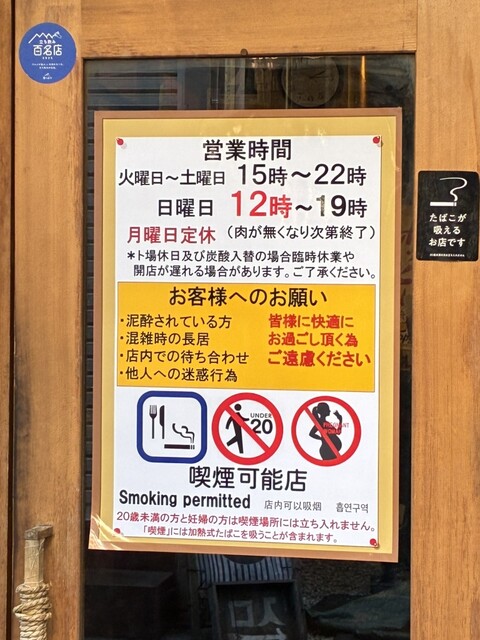 立ち飲み
百名店
営業時間
火曜日～土曜日 15時～22時
日曜日 12時～19時
月曜日定休（肉が無くなり次第終了）
＊ト場休日及び炭酸入替の場合臨時休業や
開店が遅れる場合があります。ご了承ください。
お客様へのお願い
・泥酔されている方
・混雑時の長居
・店内での待ち合わせ
・他人への迷惑行為
皆様に快適に
お過ごし頂く為
ご遠慮ください
UNDER
20
喫煙可能店
Smoking permitted 店内可以吸烟 흡연구역
20歳未満の方と妊婦の方は喫煙場所には立ち入れません。
「喫煙」には加熱式たばこを吸うことが含まれます。
たばこが
吸える
お店です